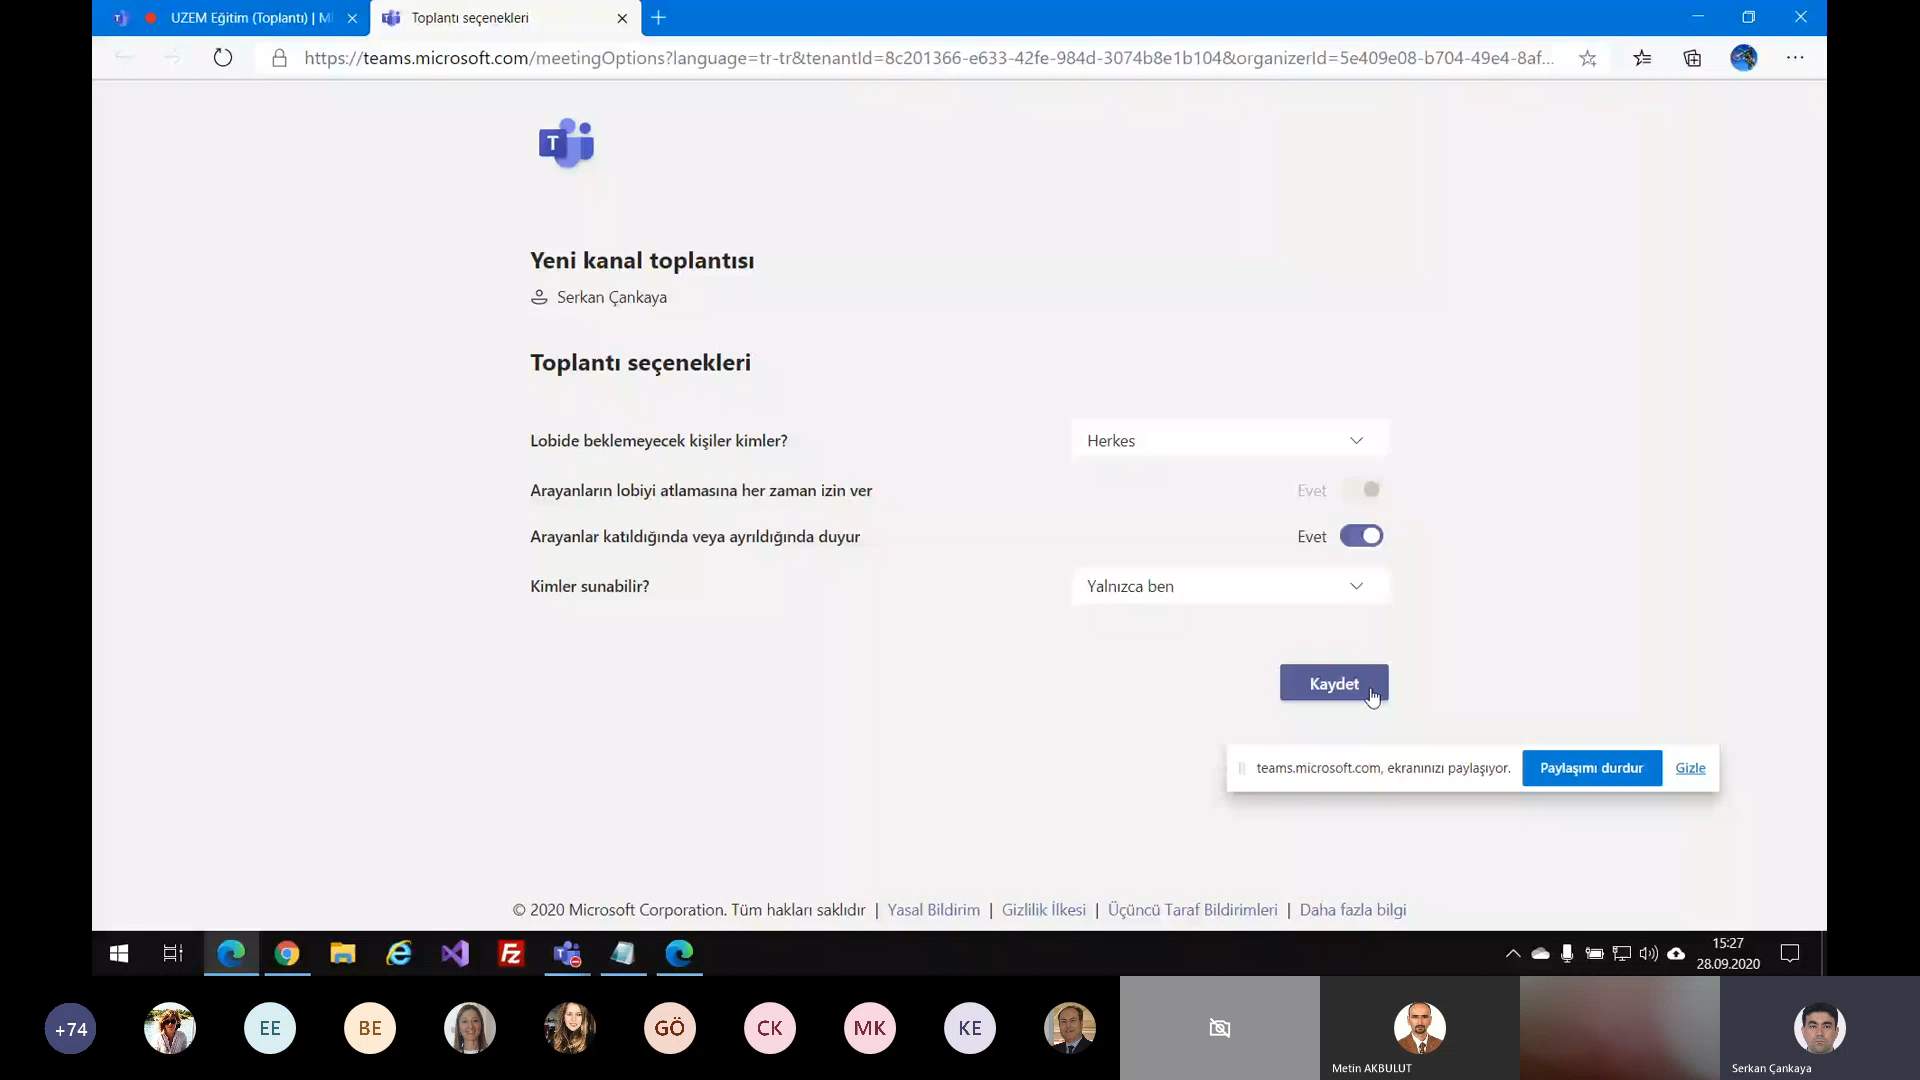 UZEM Eğitim (Toplantı) | M
Toplantı seçenekleri
https://teams.microsoft.com/meetingOptions?language=tr-tr&tenantId=8c201366-e633-42fe-984d-3074b8e1b104&organizerId=5e409e08-b704-49e4-8af...
T
Yeni kanal toplantısı
Serkan Çankaya
Toplantı seçenekleri
Lobide beklemeyecek kişiler kimler? Herkes
Arayanların lobiyi atlamasına her zaman izin ver Evet
Arayanlar katıldığında veya ayrıldığında duyur Evet
Kimler sunabilir? Yalnızca ben
Kaydet
teams.microsoft.com, ekranınızı paylaşıyor. Paylaşımı durdur Gizle
© 2020 Microsoft Corporation. Tüm hakları saklıdır | Yasal Bildirim | Gizlilik İlkesi | Üçüncü Taraf Bildirimleri | Daha fazla bilgi
15:27
28.09.2020
+74 EE BE GÖ CK MK KE
Metin AKBULUT Serkan Çankaya